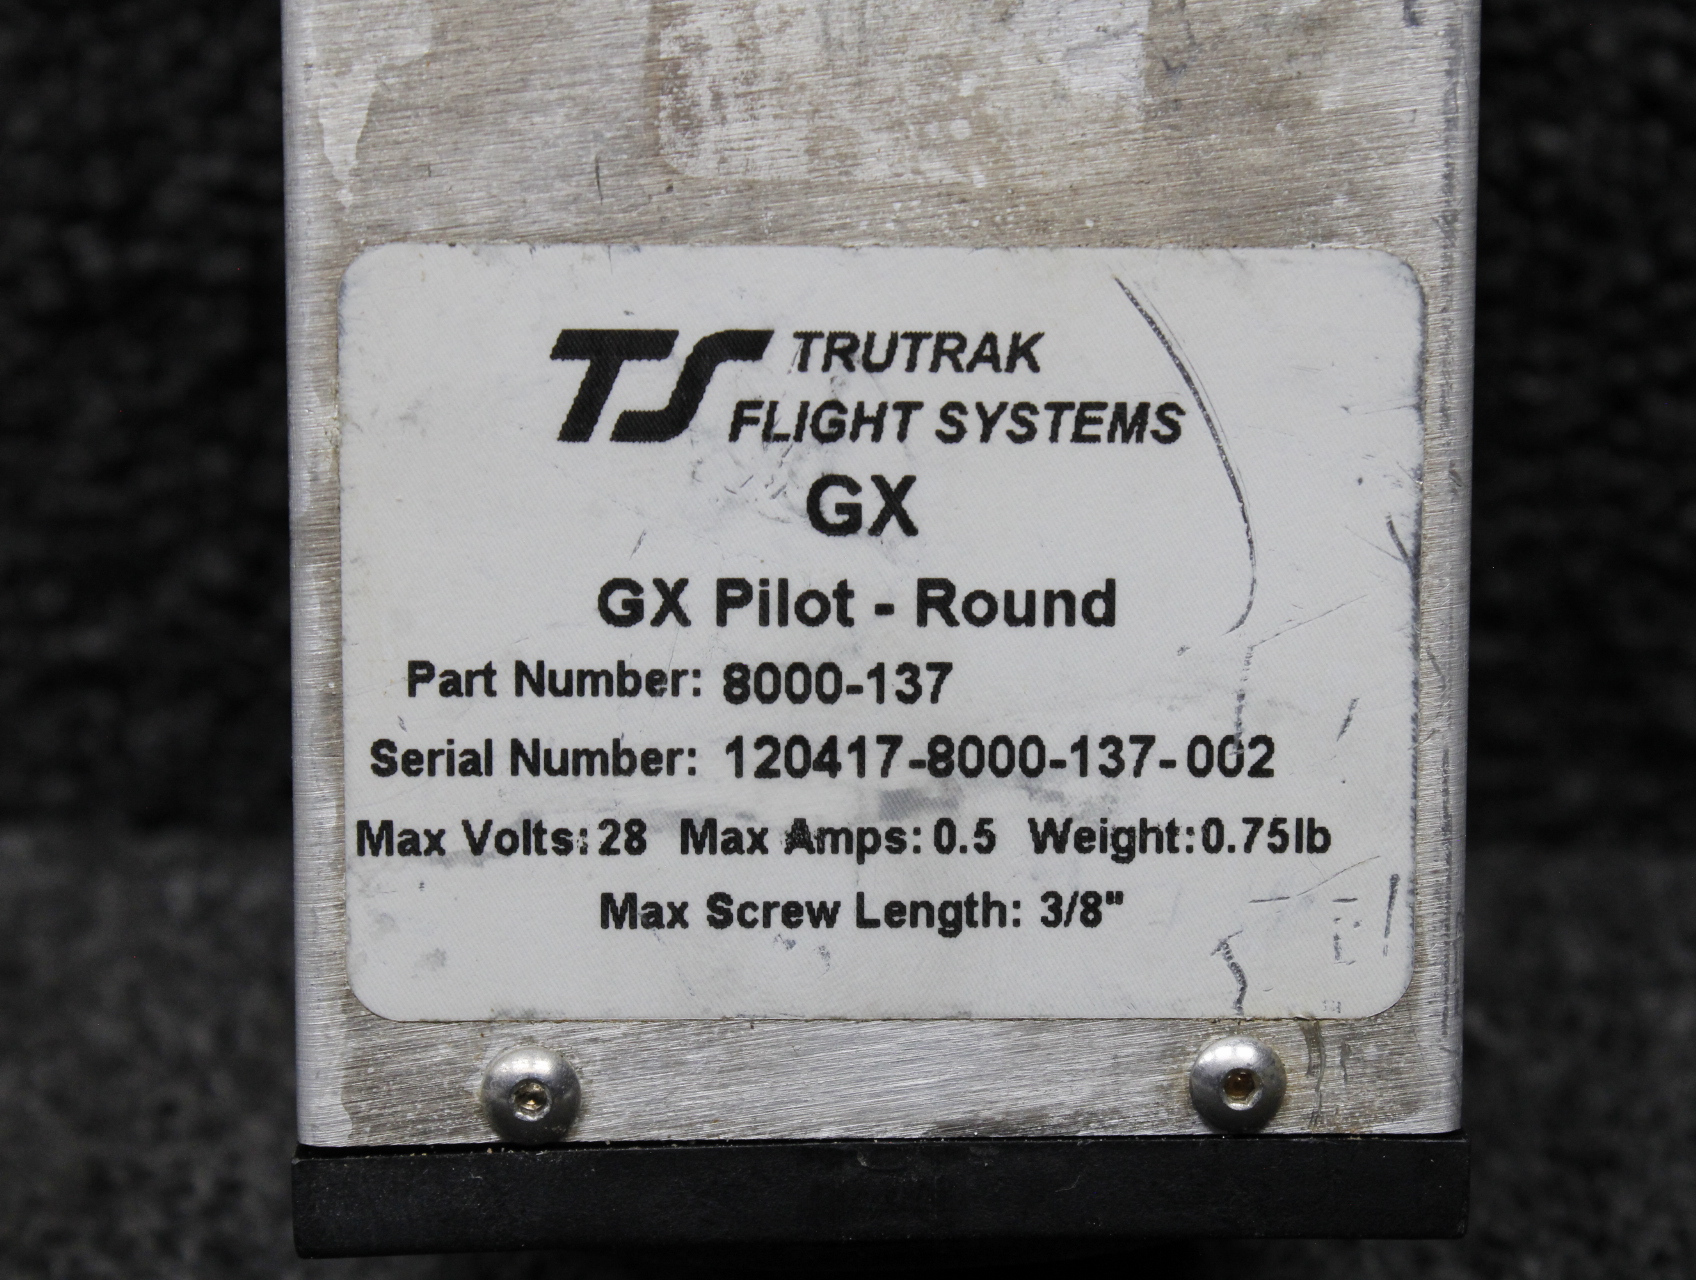 TS TRUTRAK
FLIGHT SYSTEMS
GX
GX Pilot - Round
Part Number: 8000-137
Serial Number: 120417-8000-137-002
Max Volts: 28 Max Amps: 0.5 Weight: 0.75lb
Max Screw Length: 3/8"